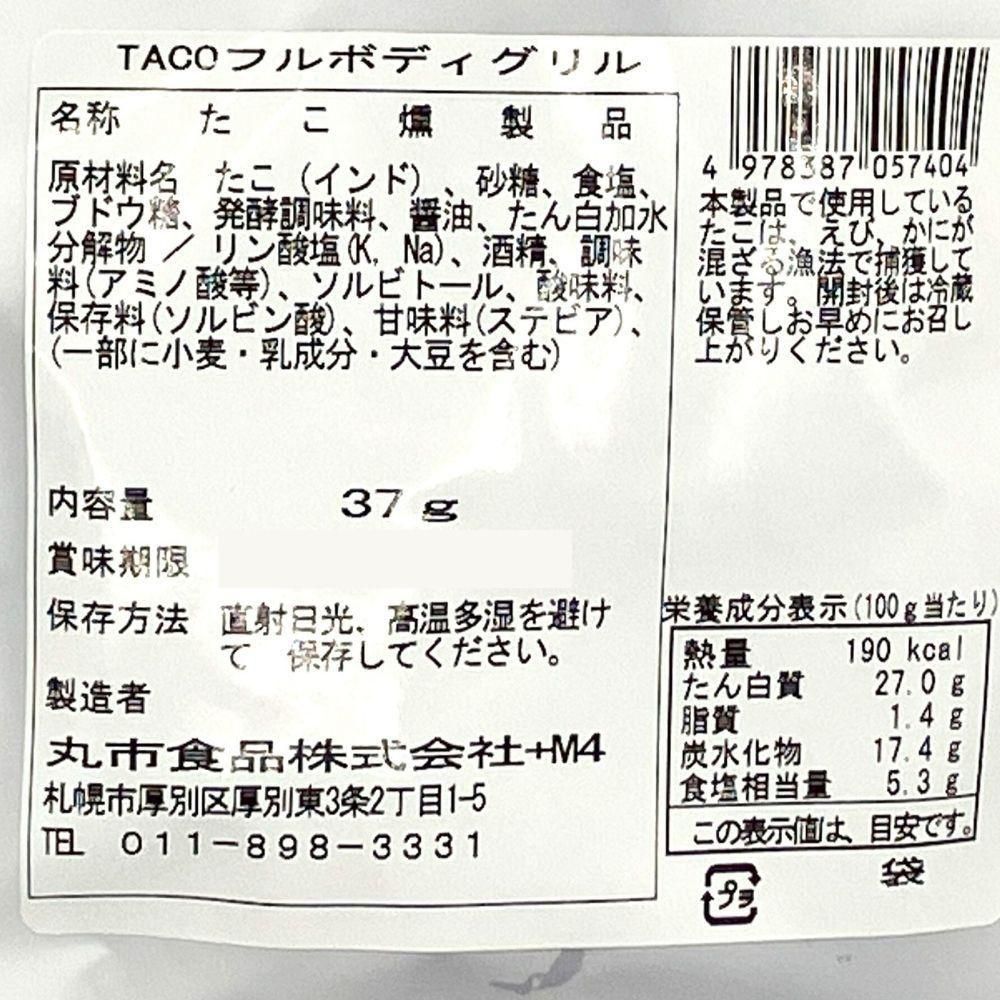 TACOフルボディグリル
名称 たこ燻製品
原材料名 たこ(インド)、砂糖、食塩、
ブドウ糖、発酵調味料、醤油、たん白加水
分解物／リン酸塩(K, Na)、酒精、調味
料(アミノ酸等)、ソルビトール、酸味料、
保存料(ソルビン酸)、甘味料(ステビア)、
(一部に小麦・乳成分・大豆を含む)
内容量 37g
賞味期限
保存方法 直射日光、高温多湿を避け
て 保存してください。
製造者
丸市食品株式会社+M4
札幌市厚別区厚別東3条2丁目1-5
TEL 011-898-3331
4 978387 057404
本製品で使用している
たこは、えび、かにが
混ざる漁法で捕獲して
います。開封後は冷蔵
保管しお早めにお召し
上がりください。
栄養成分表示(100g当たり)
熱量 190 kcal
たん白質 27.0 g
脂質 1.4 g
炭水化物 17.4 g
食塩相当量 5.3 g
この表示値は、目安です。
プラ 袋